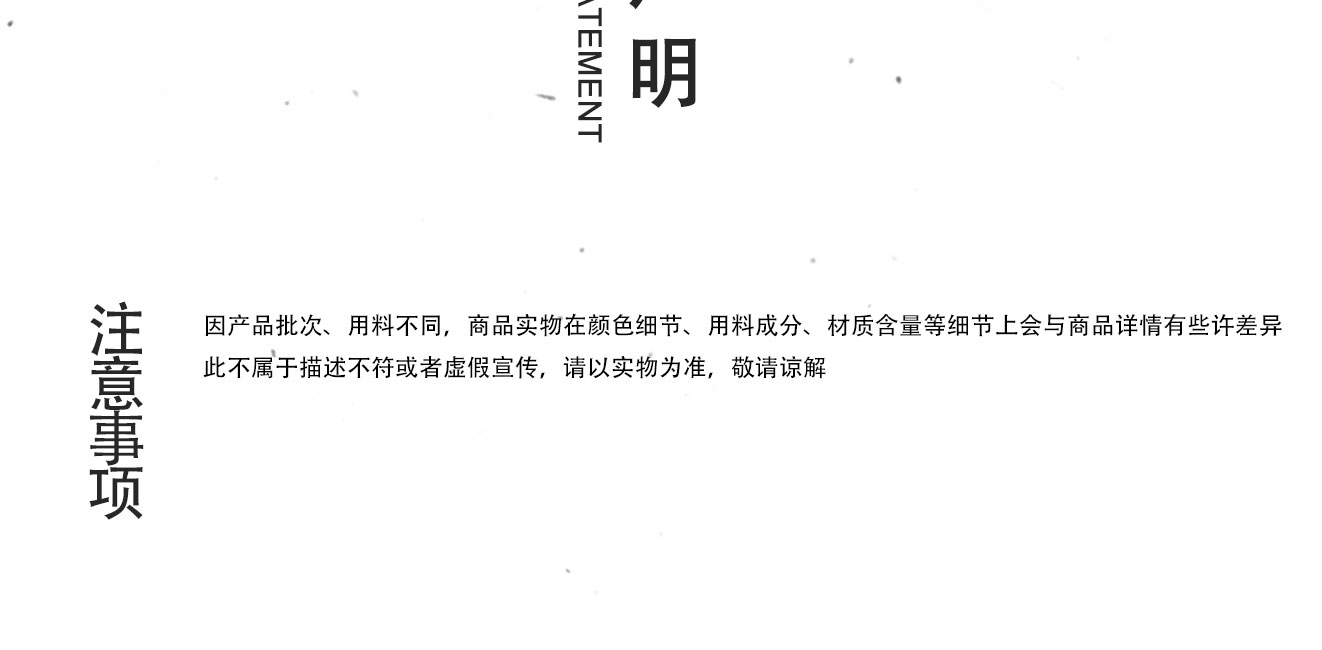 明
TEMENT
注意事项
因产品批次、用料不同，商品实物在颜色细节、用料成分、材质含量等细节上会与商品详情有些许差异
此不属于描述不符或者虚假宣传，请以实物为准，敬请谅解